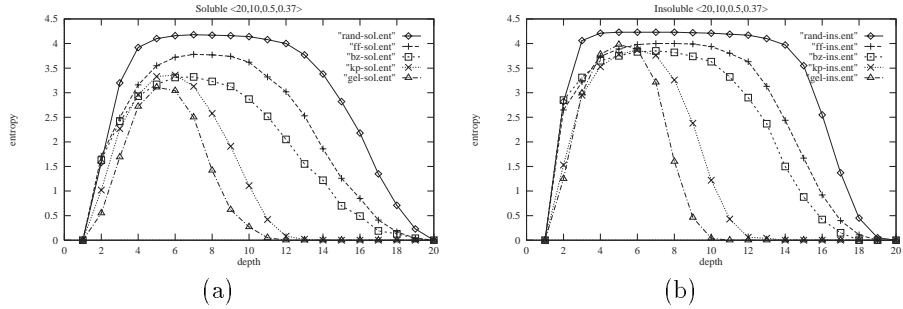 Soluble <20,10,0.5,0.37>
4.5
4
3.5
3
2.5
2
1.5
1
0.5
0
entropy
"rand-sol.ent"
"ff-sol.ent"
"bz-sol.ent"
"kp-sol.ent"
"gel-sol.ent"
0 2 4 6 8 10 12 14 16 18 20
depth
(a)
Insoluble <20,10,0.5,0.37>
4.5
4
3.5
3
2.5
2
1.5
1
0.5
0
entropy
"rand-ins.ent"
"ff-ins.ent"
"bz-ins.ent"
"kp-ins.ent"
"gel-ins.ent"
0 2 4 6 8 10 12 14 16 18 20
depth
(b)